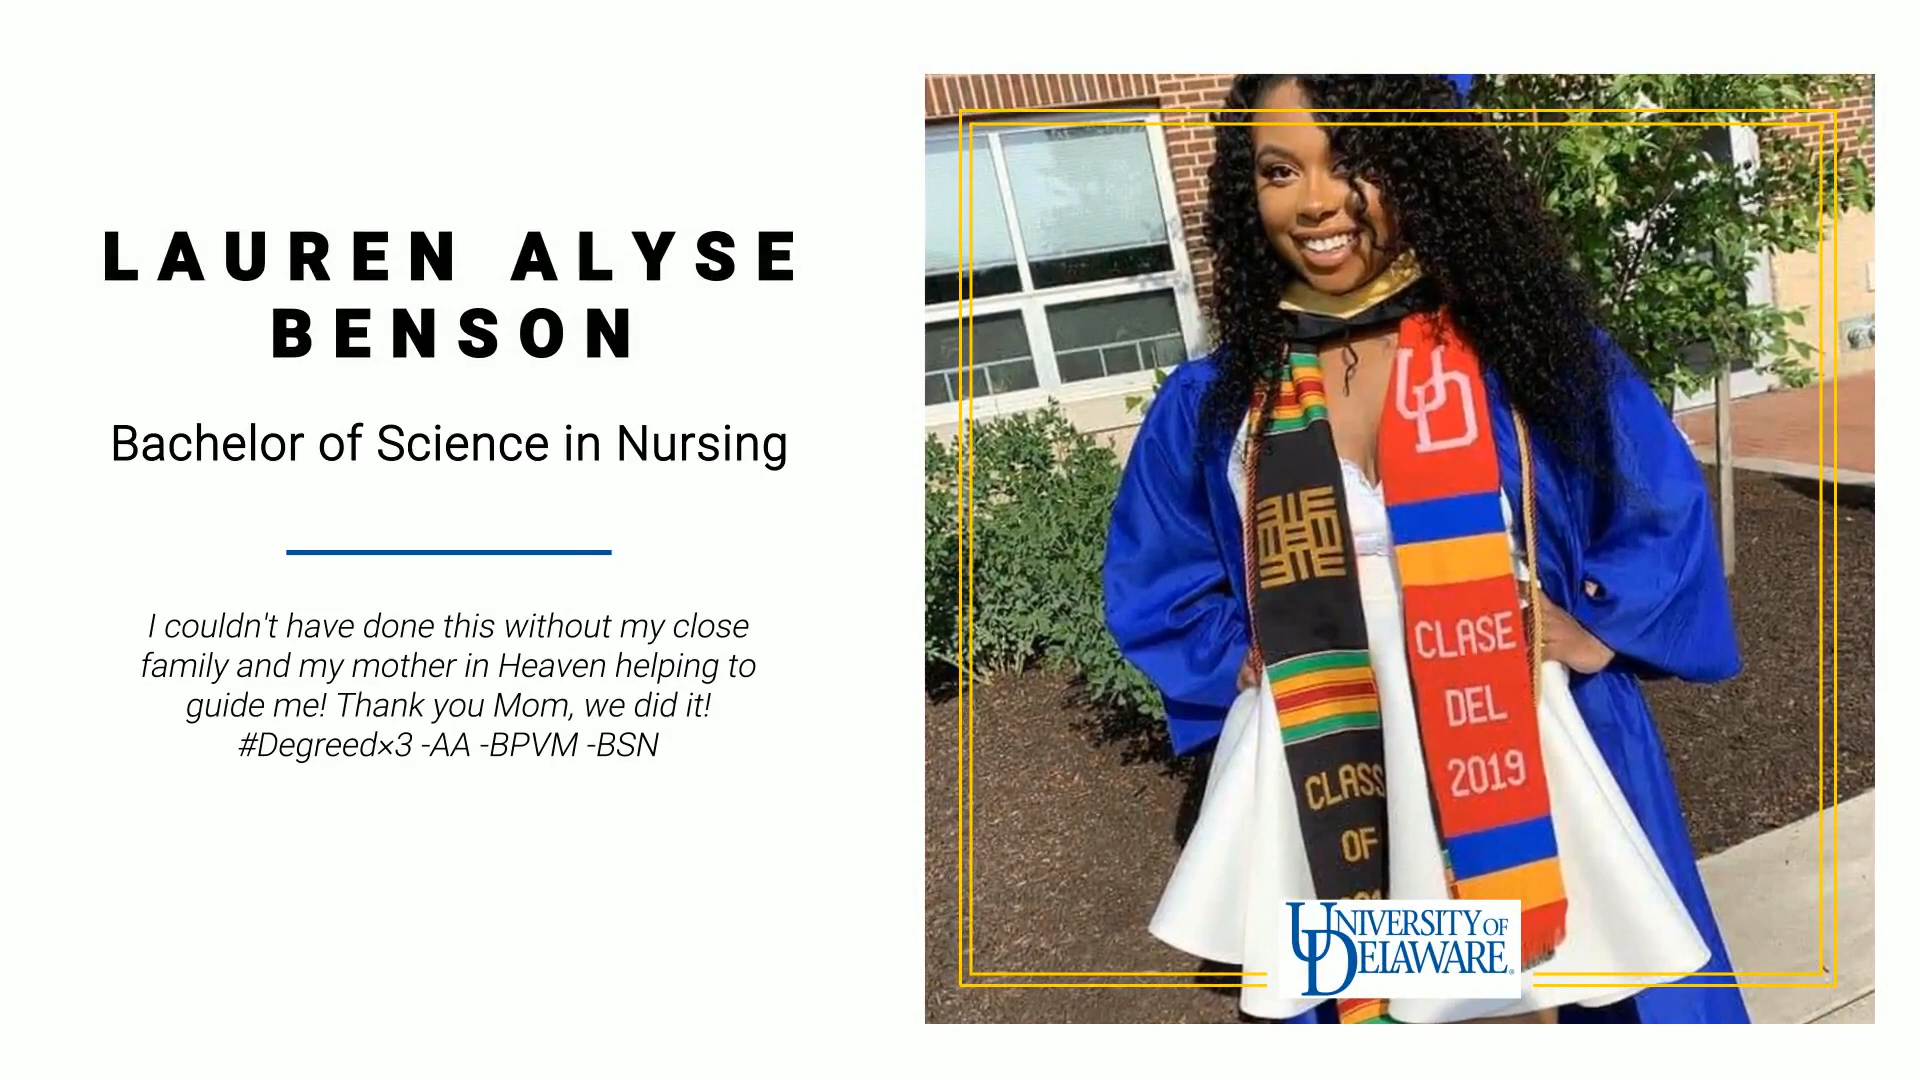 LAUREN ALYSE
BENSON
Bachelor of Science in Nursing
I couldn't have done this without my close
family and my mother in Heaven helping to
guide me! Thank you Mom, we did it!
#Degreed×3 -AA -BPVM -BSN
UD
CLASE
DEL
2019
CLASS
OF
UNIVERSITY OF
DELAWARE